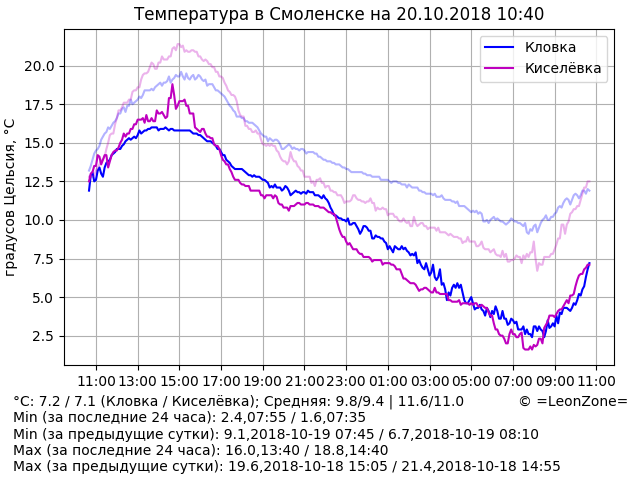 Температура в Смоленске на 20.10.2018 10:40
Кловка
Киселёвка
градусов Цельсия, °C
20.0
17.5
15.0
12.5
10.0
7.5
5.0
2.5
11:00 13:00 15:00 17:00 19:00 21:00 23:00 01:00 03:00 05:00 07:00 09:00 11:00
°C: 7.2 / 7.1 (Кловка / Киселёвка); Средняя: 9.8/9.4 | 11.6/11.0 © =LeonZone=
Min (за последние 24 часа): 2.4,07:55 / 1.6,07:35
Min (за предыдущие сутки): 9.1,2018-10-19 07:45 / 6.7,2018-10-19 08:10
Max (за последние 24 часа): 16.0,13:40 / 18.8,14:40
Max (за предыдущие сутки): 19.6,2018-10-18 15:05 / 21.4,2018-10-18 14:55